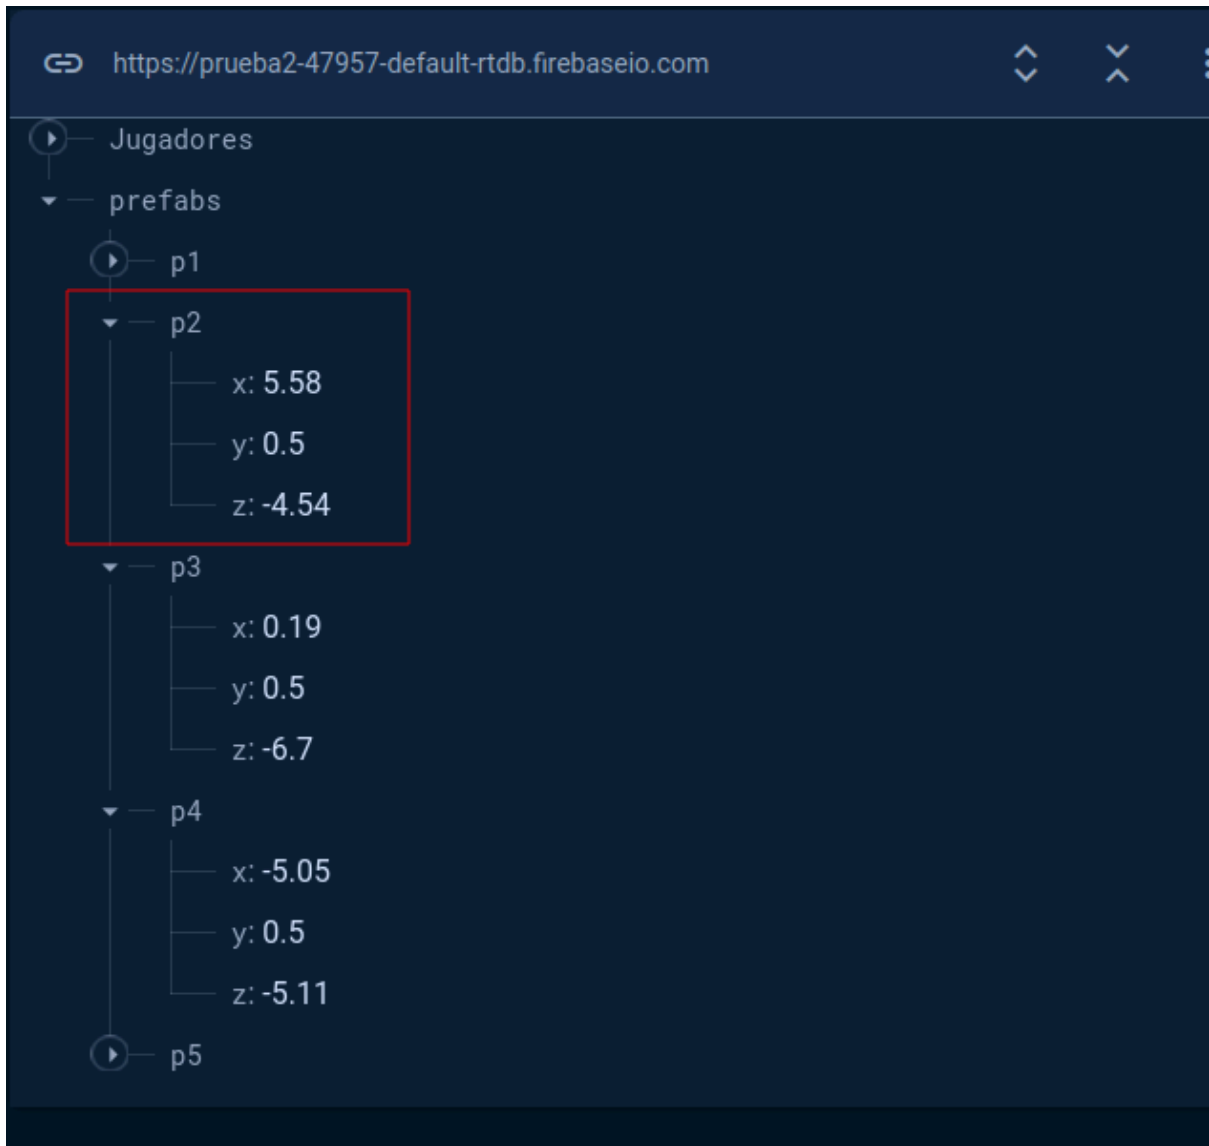 https://prueba2-47957-default-rtdb.firebaseio.com
Jugadores
prefabs
p1
p2
x: 5.58
y: 0.5
z: -4.54
p3
x: 0.19
y: 0.5
z: -6.7
p4
x: -5.05
y: 0.5
z: -5.11
p5